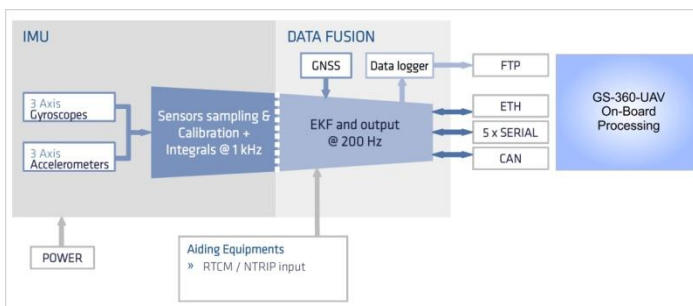 IMU
DATA FUSION
GNSS
Data logger
FTP
3 Axis
Gyroscopes
3 Axis
Accelerometers
Sensors sampling &
Calibration +
Integrals @ 1 kHz
EKF and output
@ 200 Hz
ETH
5 x SERIAL
CAN
GS-360-UAV
On-Board
Processing
POWER
Aiding Equipments
» RTCM / NTRIP input